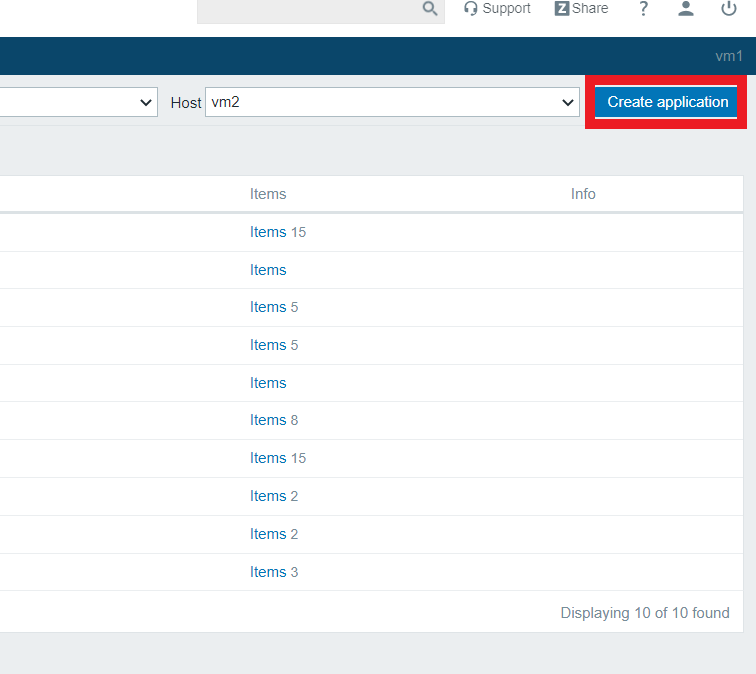 Support Z Share ?
vm1
Host vm2 Create application
Items Info
Items 15
Items
Items 5
Items 5
Items
Items 8
Items 15
Items 2
Items 2
Items 3
Displaying 10 of 10 found